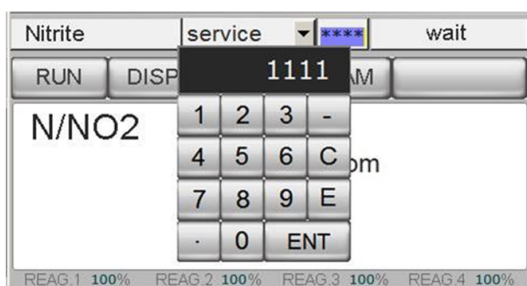 Nitrite service **** wait
RUN DISP 1111 AM
N/NO2
1 2 3 -
4 5 6 C om
7 8 9 E
. 0 ENT
REAG.1 100% REAG.2 100% REAG.3 100% REAG.4 100%